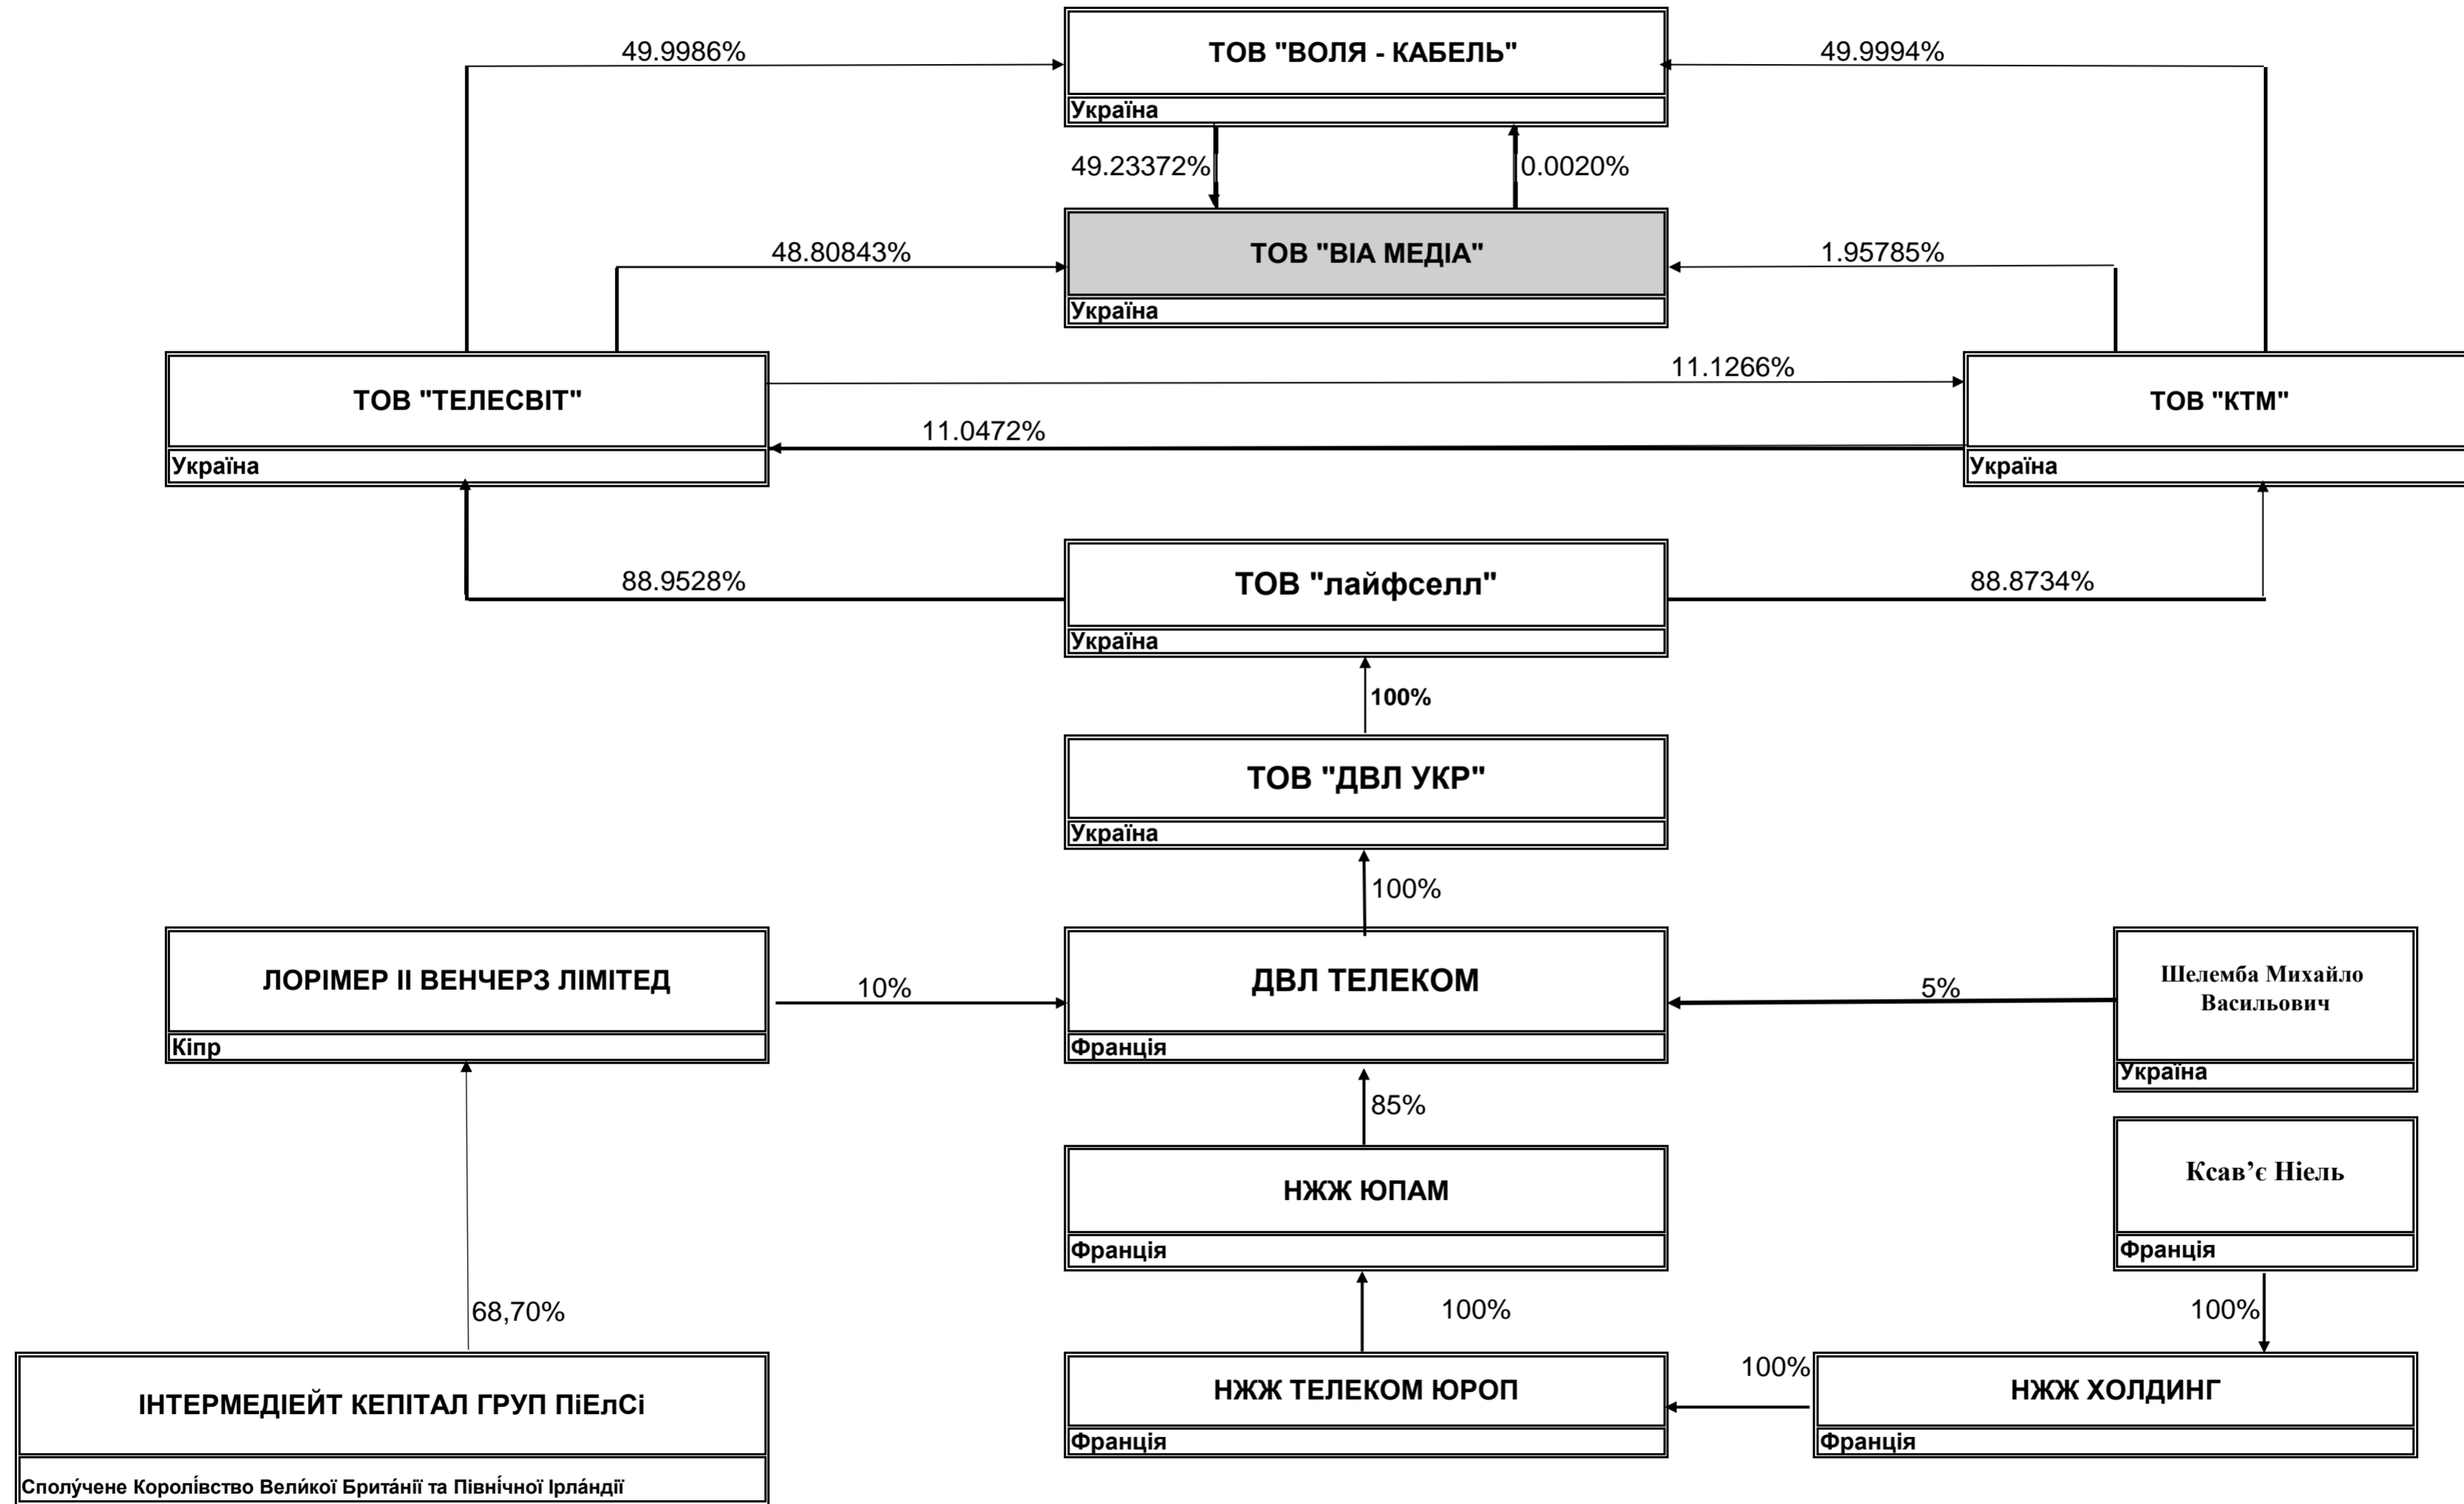 49.9986%
ТОВ "ВОЛЯ - КАБЕЛЬ"
49.9994%
Україна
49.23372%
0.0020%
48.80843%
ТОВ "ВІА МЕДІА"
1.95785%
Україна
11.1266%
ТОВ "ТЕЛЕСВІТ"
ТОВ "КТМ"
11.0472%
Україна
Україна
88.9528%
ТОВ "лайфселл"
88.8734%
Україна
100%
ТОВ "ДВЛ УКР"
Україна
100%
ЛОРІМЕР ІІ ВЕНЧЕРЗ ЛІМІТЕД
10%
ДВЛ ТЕЛЕКОМ
5%
Шелемба Михайло
Васильович
Кіпр
Франція
Україна
85%
НЖЖ ЮПАМ
Ксав’є Ніель
Франція
Франція
68,70%
100%
100%
ІНТЕРМЕДІЕЙТ КЕПІТАЛ ГРУП ПіЕлСі
НЖЖ ТЕЛЕКОМ ЮРОП
100%
НЖЖ ХОЛДИНГ
Франція
Франція
Сполу́чене Королі́вство Вели́кої Брита́нії та Півні́чної Ірла́ндії